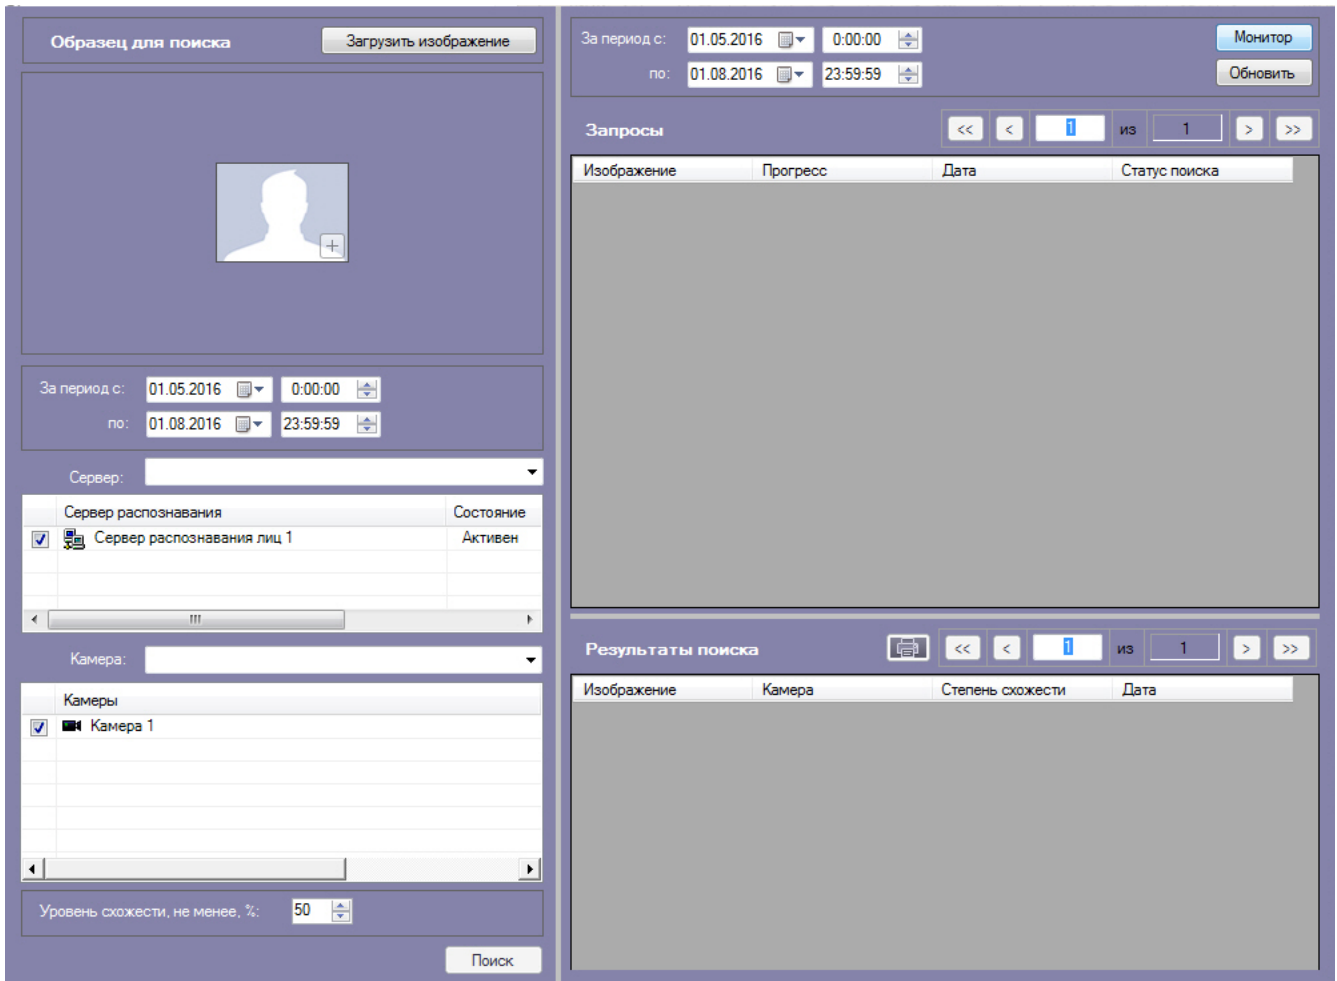 Образец для поиска
Загрузить изображение
За период с: 01.05.2016 0:00:00
по: 01.08.2016 23:59:59
Сервер:
Сервер распознавания Состояние
Сервер распознавания лиц 1 Активен
Камера:
Камеры
Камера 1
Уровень схожести, не менее, %: 50
Поиск
За период с: 01.05.2016 0:00:00
Монитор
по: 01.08.2016 23:59:59
Обновить
Запросы << < 1 из 1 > >>
Изображение Прогресс Дата Статус поиска
Результаты поиска << < 1 из 1 > >>
Изображение Камера Степень схожести Дата